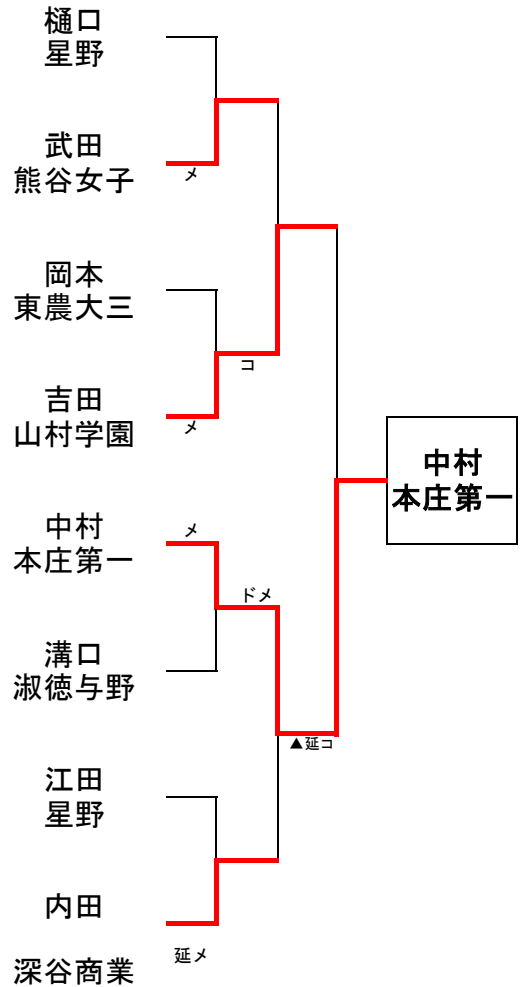 樋口
星野
武田
熊谷女子
メ
岡本
東農大三
コ
吉田
山村学園
メ
中村
本庄第一
メ
ドメ
溝口
淑徳与野
▲延コ
江田
星野
内田
深谷商業
延メ
中村
本庄第一